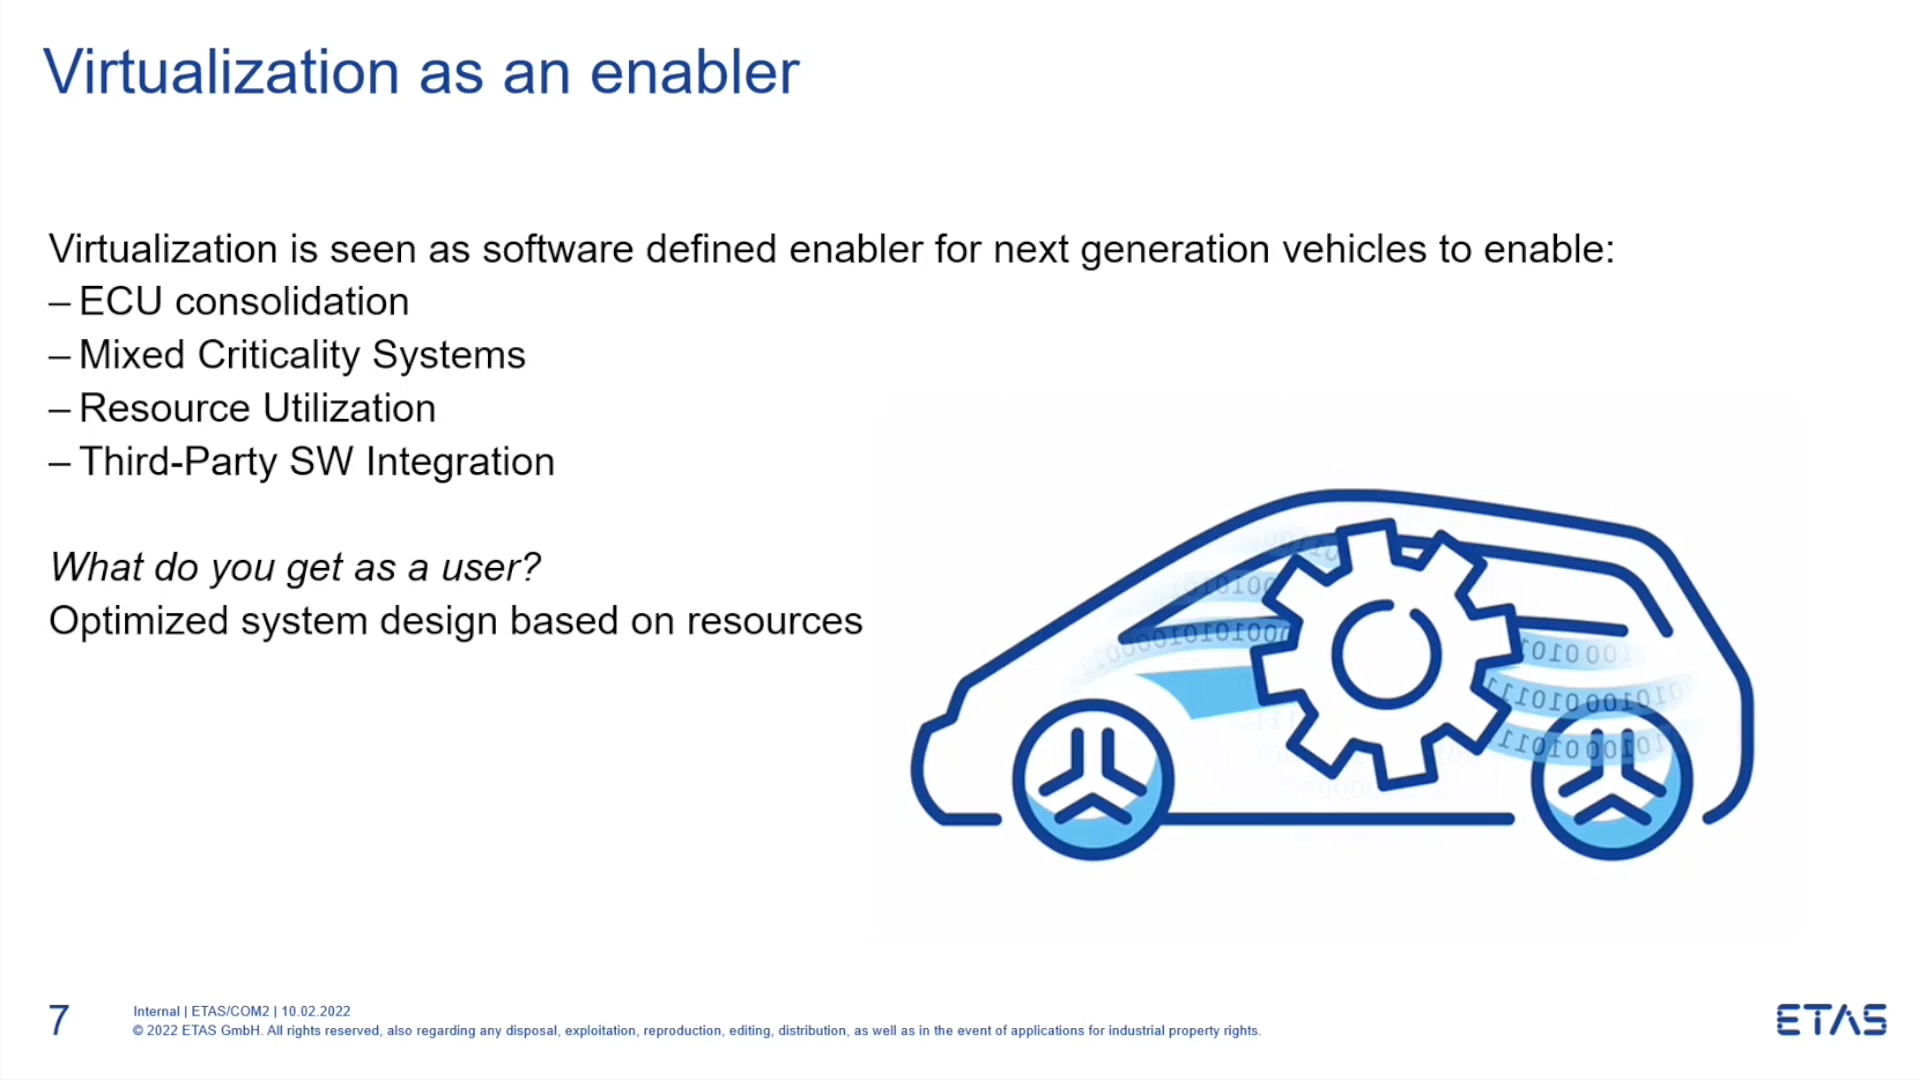 Virtualization as an enabler
Virtualization is seen as software defined enabler for next generation vehicles to enable:
– ECU consolidation
– Mixed Criticality Systems
– Resource Utilization
– Third-Party SW Integration
What do you get as a user?
Optimized system design based on resources
7
Internal | ETAS/COM2 | 10.02.2022
© 2022 ETAS GmbH. All rights reserved, also regarding any disposal, exploitation, reproduction, editing, distribution, as well as in the event of applications for industrial property rights.
ETAS